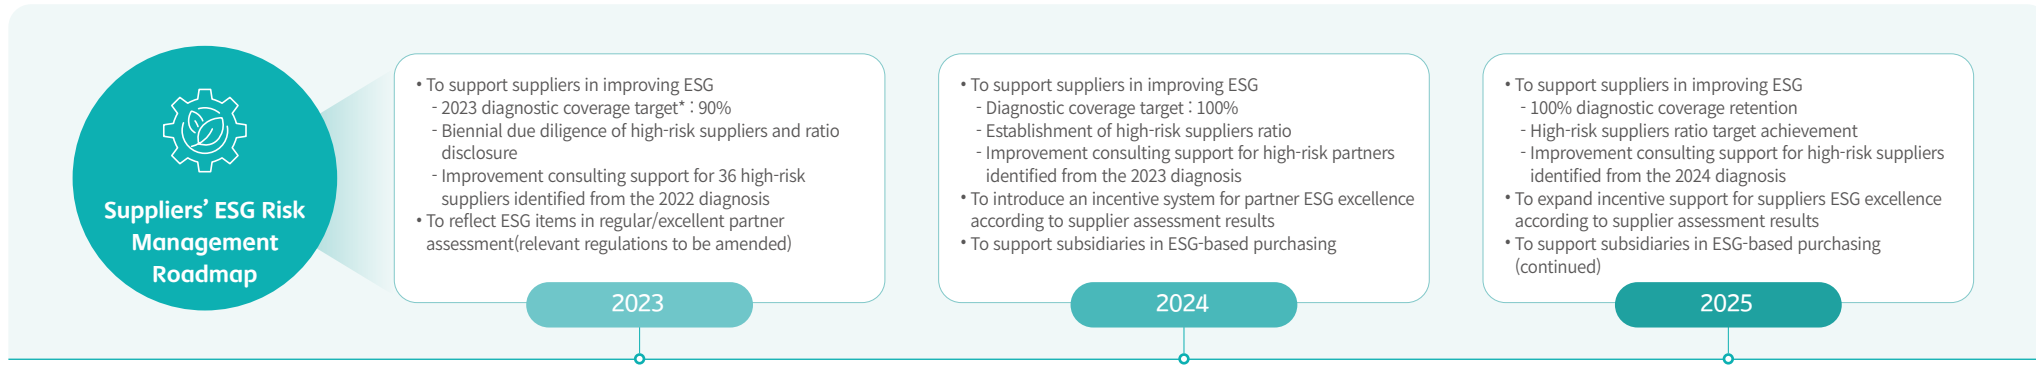 Suppliers’ ESG Risk
Management
Roadmap
• To support suppliers in improving ESG
- 2023 diagnostic coverage target* : 90%
- Biennial due diligence of high-risk suppliers and ratio
disclosure
- Improvement consulting support for 36 high-risk
suppliers identified from the 2022 diagnosis
• To reflect ESG items in regular/excellent partner
assessment(relevant regulations to be amended)
2023
• To support suppliers in improving ESG
- Diagnostic coverage target : 100%
- Establishment of high-risk suppliers ratio
- Improvement consulting support for high-risk partners
identified from the 2023 diagnosis
• To introduce an incentive system for partner ESG excellence
according to supplier assessment results
• To support subsidiaries in ESG-based purchasing
2024
• To support suppliers in improving ESG
- 100% diagnostic coverage retention
- High-risk suppliers ratio target achievement
- Improvement consulting support for high-risk suppliers
identified from the 2024 diagnosis
• To expand incentive support for suppliers ESG excellence
according to supplier assessment results
• To support subsidiaries in ESG-based purchasing
(continued)
2025